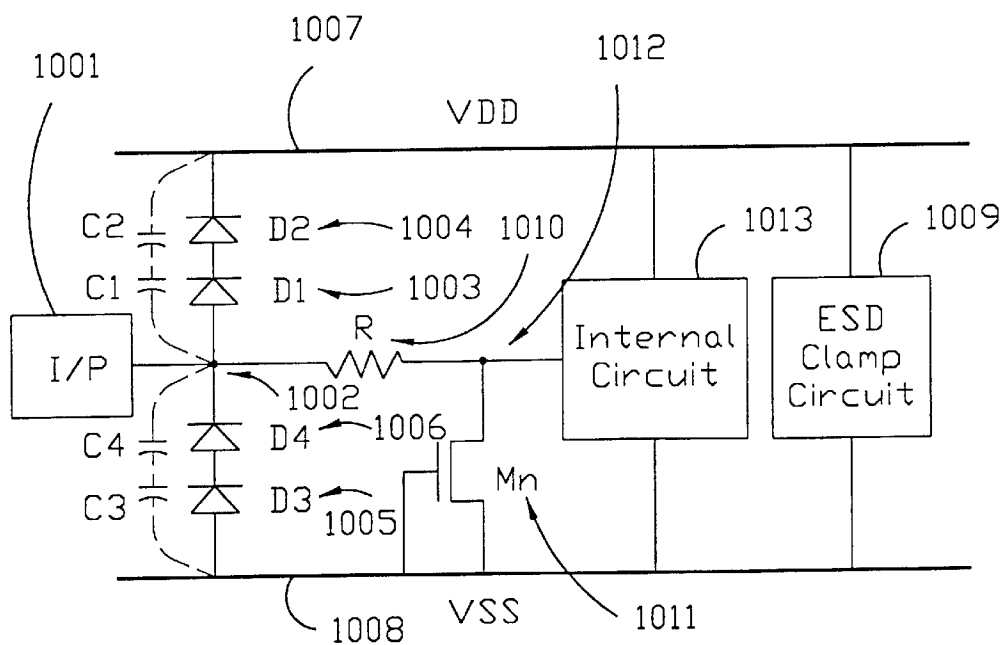 1007
1012
1001
VDD
C2
D2
1004
1010
1013
1009
C1
D1
1003
R
I/P
Internal
Circuit
ESD
Clamp
Circuit
1002
C4
D4
1006
C3
D3
1005
Mn
1008
VSS
1011